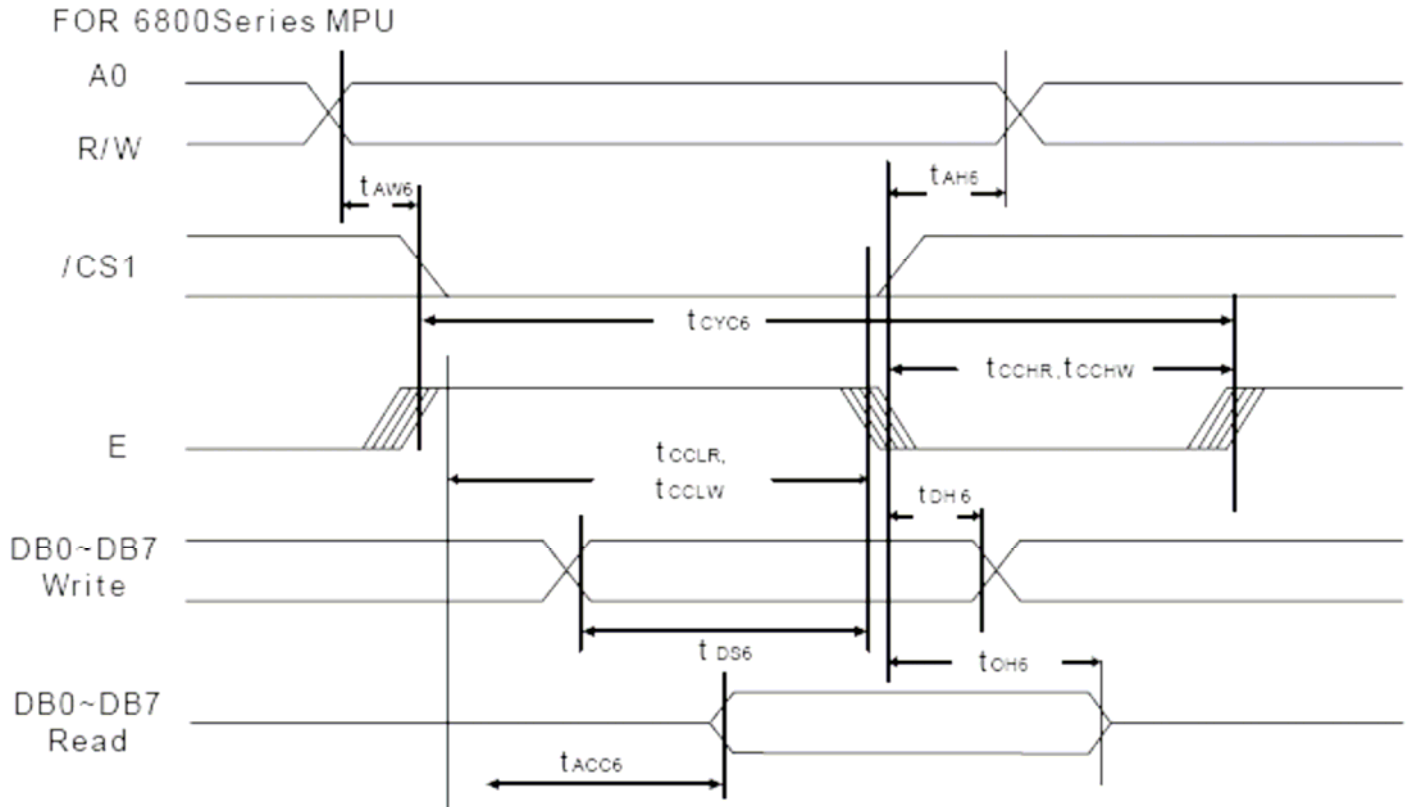 FOR 6800Series MPU
A0
R/W
tAW6
tAH6
/CS1
tCYC6
tCCHR,tCCHW
E
tCCLR,
tCCLW
tDH6
DB0~DB7
Write
tDS6
tOH6
DB0~DB7
Read
tACC6